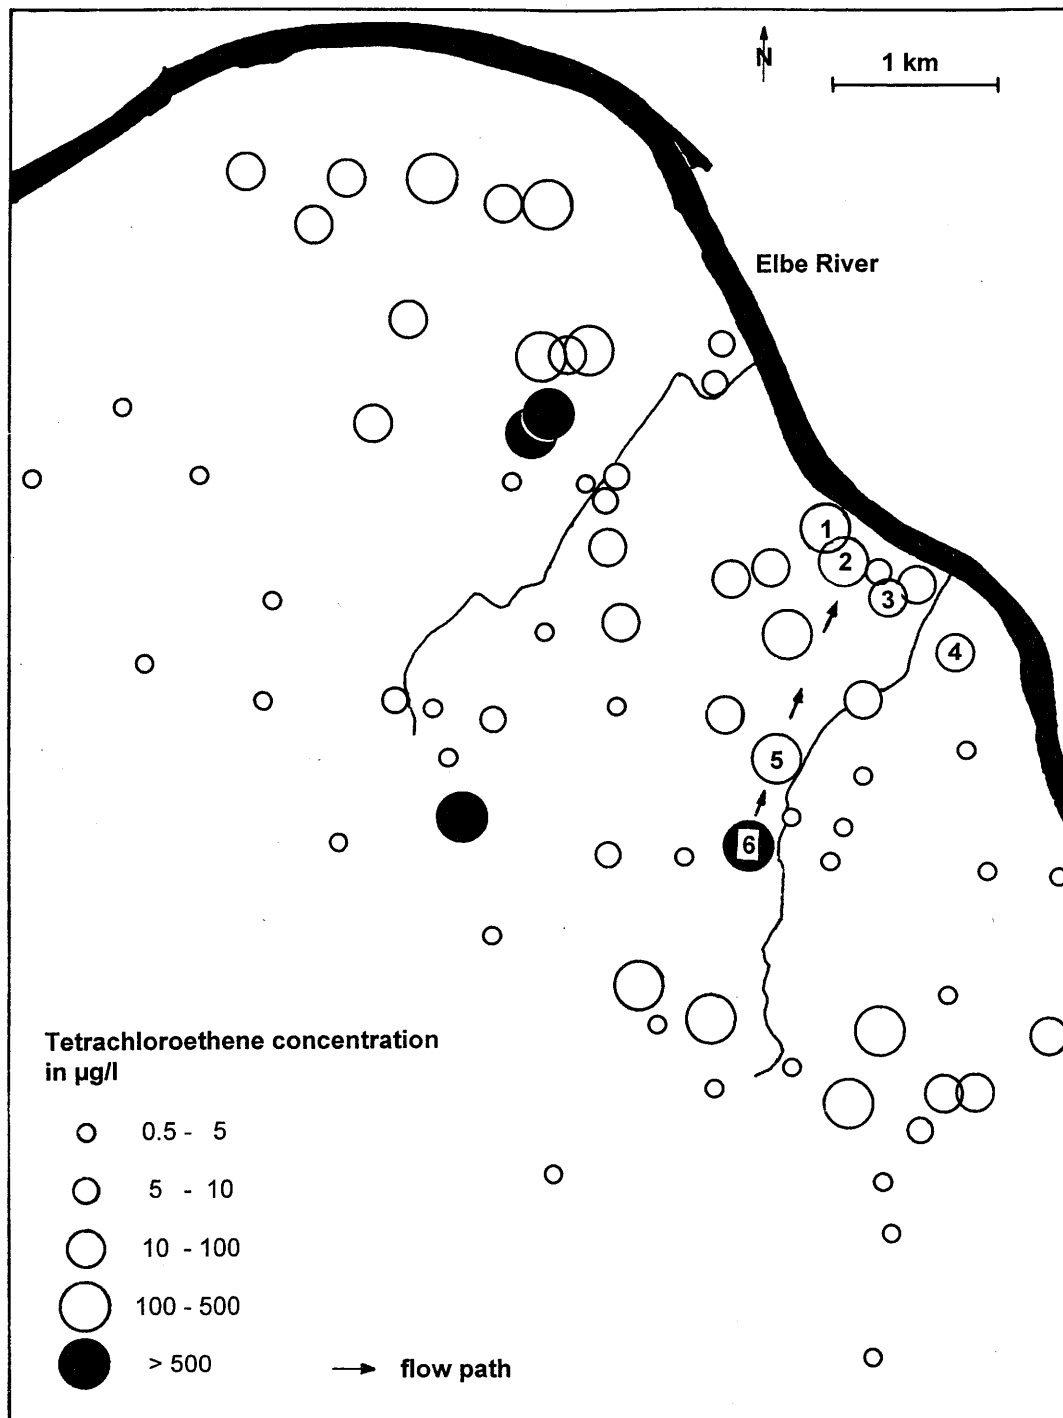 N
1 km
Elbe River
1
2
3
4
5
6
Tetrachloroethene concentration
in µg/l
0.5 - 5
5 - 10
10 - 100
100 - 500
> 500
flow path